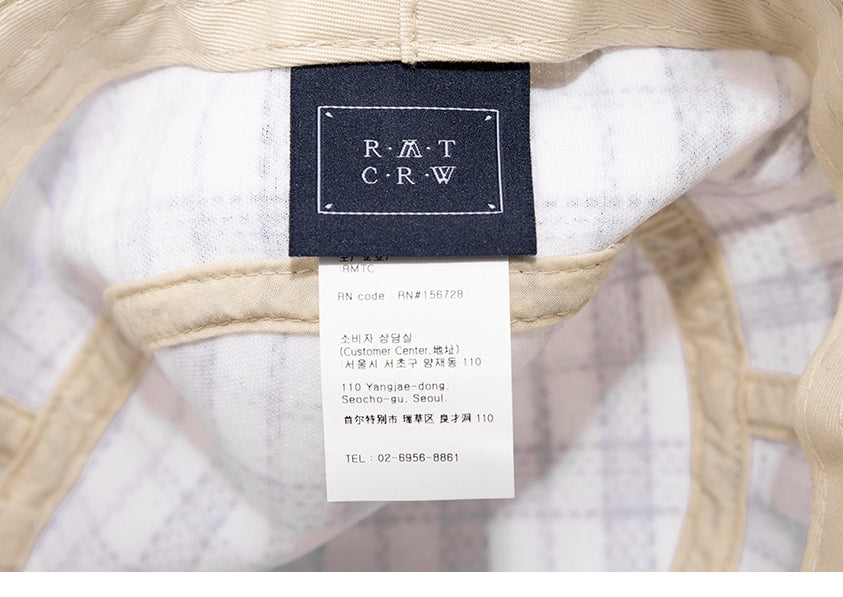 R·M·T
C·R·W
:RMTC
RN code : RN#156728
소비자 상담실
(Customer Center,地址)
:서울시 서초구 양재동 110
110 Yangjae-dong,
Seocho-gu, Seoul.
首尔特别市 瑞草区 良才洞 110
TEL : 02-6956-8861